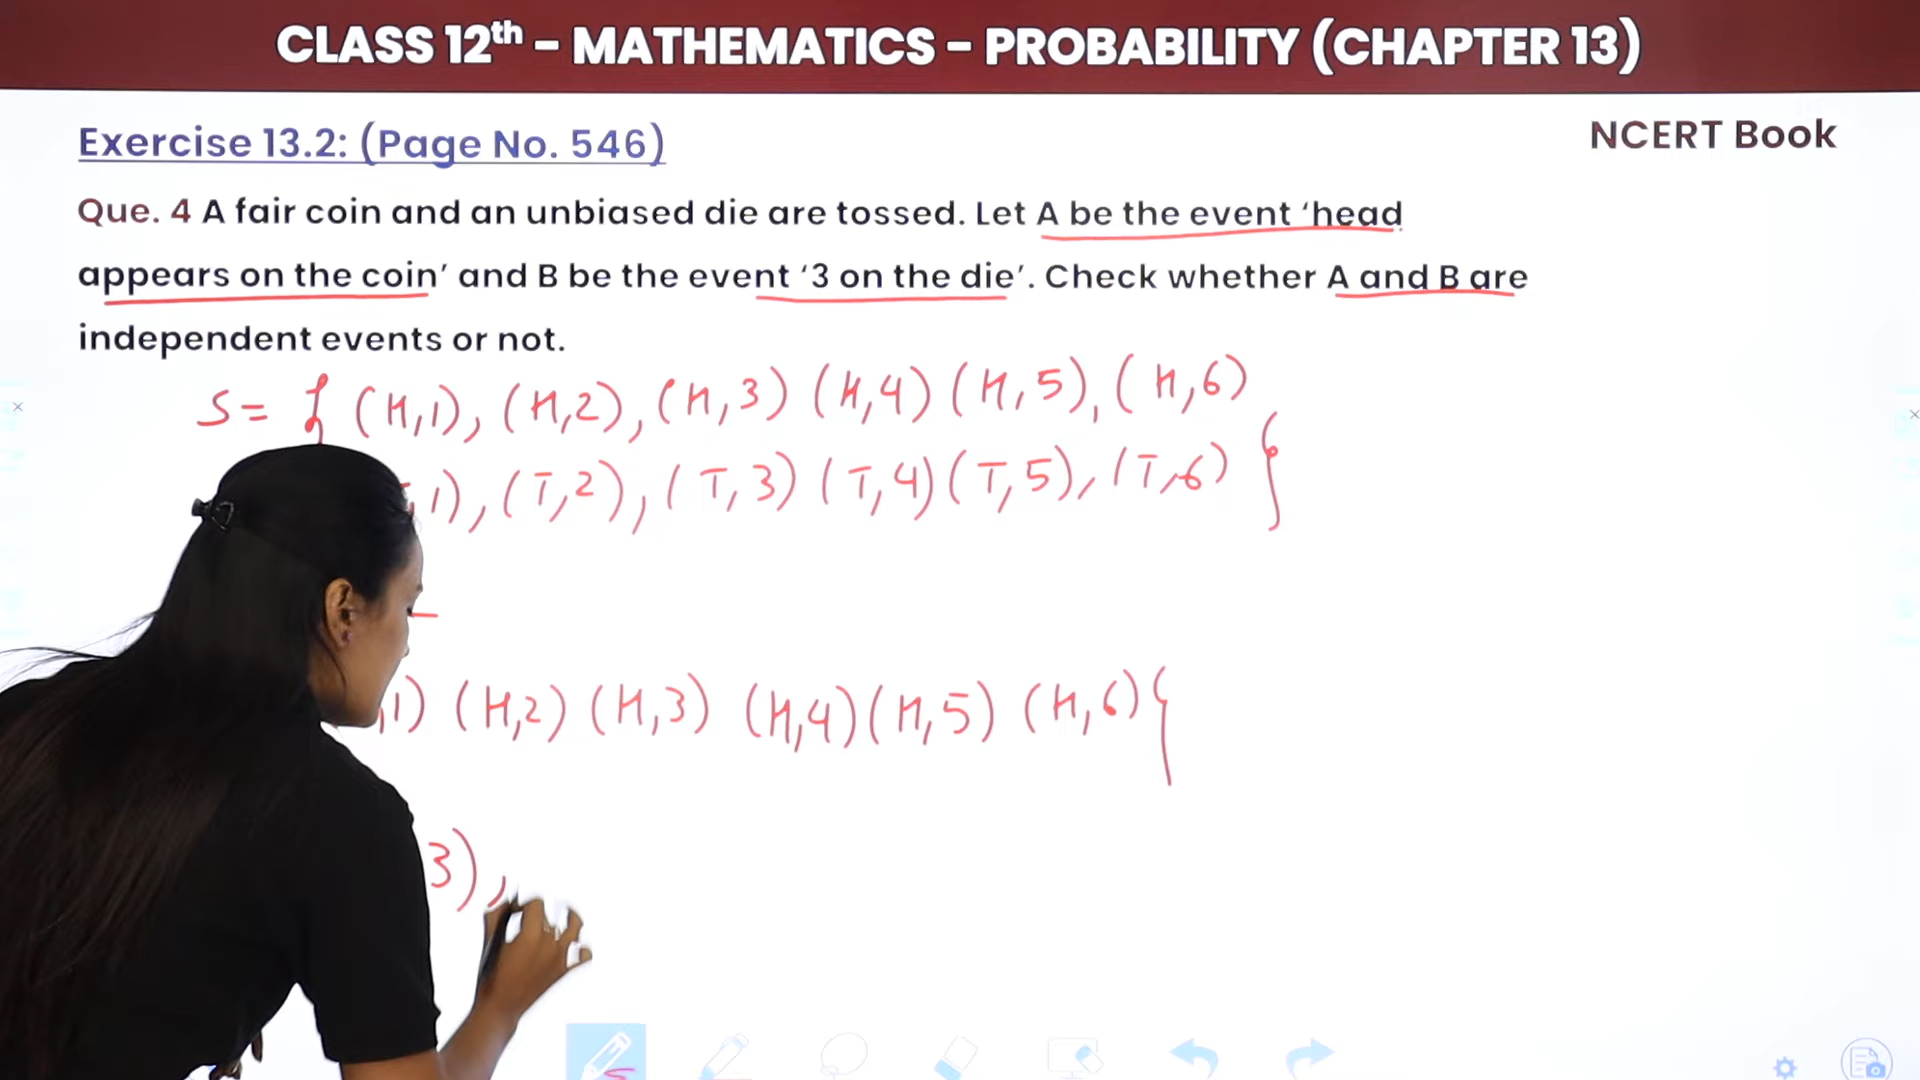 CLASS 12th - MATHEMATICS - PROBABILITY (CHAPTER 13)
Exercise 13.2: (Page No. 546)
NCERT Book
Que. 4 A fair coin and an unbiased die are tossed. Let A be the event ‘head
appears on the coin’ and B be the event ‘3 on the die’. Check whether A and B are
independent events or not.
S = { (H,1), (H,2), (H,3) (H,4) (H,5), (H,6)
,1), (T,2), (T,3) (T,4) (T,5), (T,6) }
,1) (H,2) (H,3) (H,4) (H,5) (H,6) }
3),